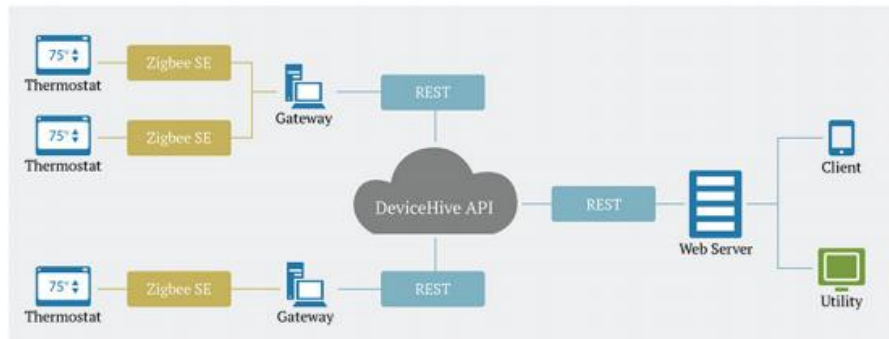 75°
Thermostat
Zigbee SE
Gateway
REST
75°
Thermostat
Zigbee SE
DeviceHive API
REST
Web Server
Client
Utility
75°
Thermostat
Zigbee SE
Gateway
REST